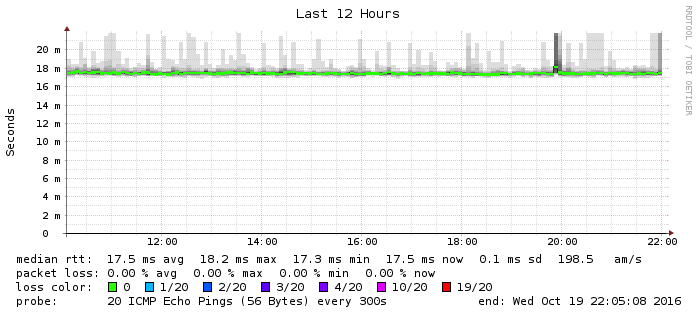 Last 12 Hours
RRDTOOL / TOBI OETIKER
Seconds
20 m
18 m
16 m
14 m
12 m
10 m
8 m
6 m
4 m
2 m
0
12:00 14:00 16:00 18:00 20:00 22:00
median rtt: 17.5 ms avg 18.2 ms max 17.3 ms min 17.5 ms now 0.1 ms sd 198.5 am/s
packet loss: 0.00 % avg 0.00 % max 0.00 % min 0.00 % now
loss color: 0 1/20 2/20 3/20 4/20 10/20 19/20
probe: 20 ICMP Echo Pings (56 Bytes) every 300s end: Wed Oct 19 22:05:08 2016